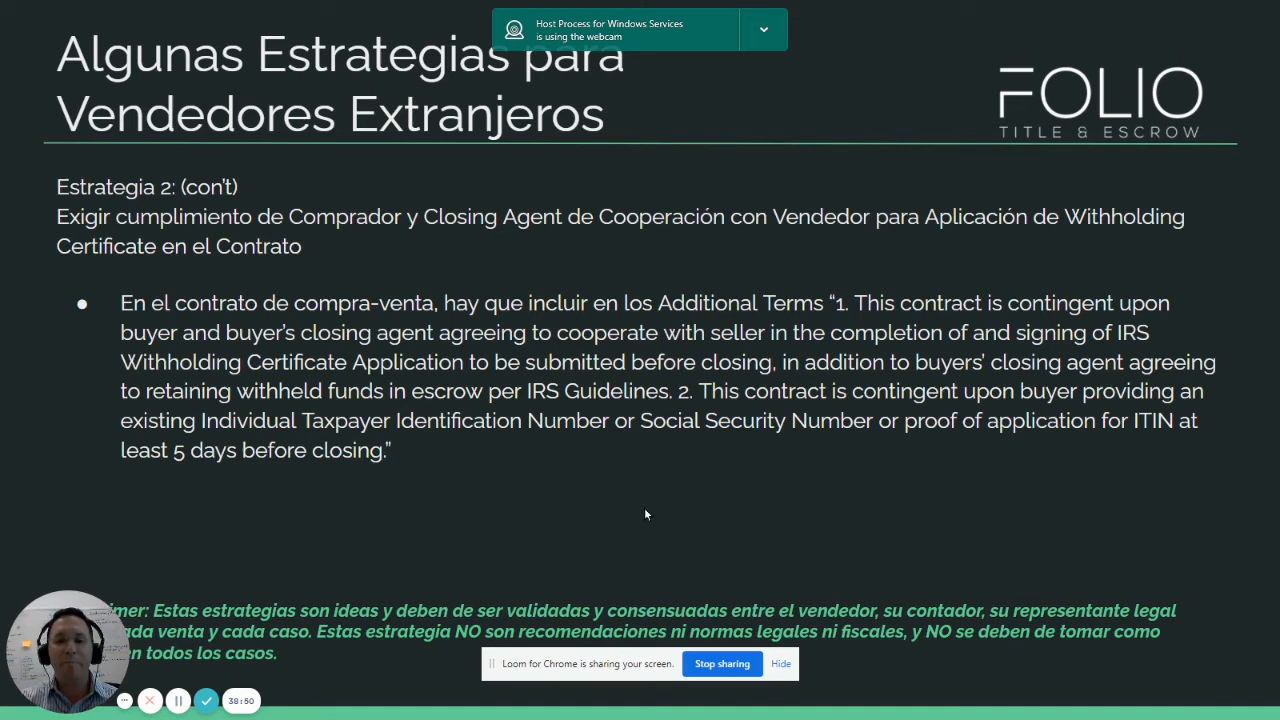 Host Process for Windows Services
is using the webcam
Algunas Estrategias para
Vendedores Extranjeros
FOLIO
TITLE & ESCROW
Estrategia 2: (con't)
Exigir cumplimiento de Comprador y Closing Agent de Cooperación con Vendedor para Aplicación de Withholding
Certificate en el Contrato
● En el contrato de compra-venta, hay que incluir en los Additional Terms “1. This contract is contingent upon
buyer and buyer’s closing agent agreeing to cooperate with seller in the completion of and signing of IRS
Withholding Certificate Application to be submitted before closing, in addition to buyers’ closing agent agreeing
to retaining withheld funds in escrow per IRS Guidelines. 2. This contract is contingent upon buyer providing an
existing Individual Taxpayer Identification Number or Social Security Number or proof of application for ITIN at
least 5 days before closing.”
imer: Estas estrategias son ideas y deben de ser validadas y consensuadas entre el vendedor, su contador, su representante legal
ada venta y cada caso. Estas estrategia NO son recomendaciones ni normas legales ni fiscales, y NO se deben de tomar como
en todos los casos.
Loom for Chrome is sharing your screen.
Stop sharing
Hide
38:50